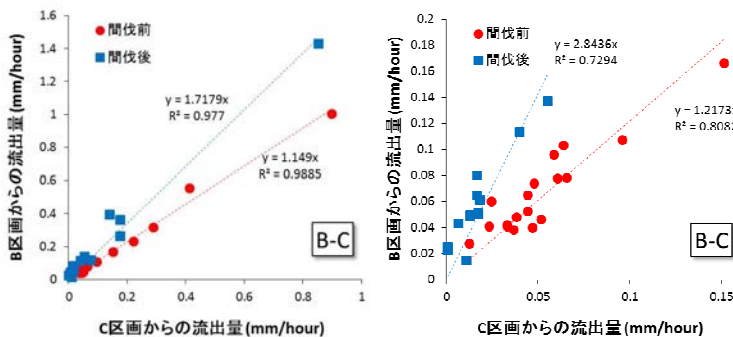 1.6
1.4
1.2
1
0.8
0.6
0.4
0.2
0
B区画からの流出量(mm/hour)
間伐前
間伐後
y = 1.7179x
R² = 0.977
y = 1.149x
R² = 0.9885
B-C
0
0.2
0.4
0.6
0.8
1
C区画からの流出量(mm/hour)
0.2
0.18
0.16
0.14
0.12
0.1
0.08
0.06
0.04
0.02
0
B区画からの流出量(mm/hour)
間伐前
間伐後
y = 2.8436x
R² = 0.7294
y = 1.2173x
R² = 0.8082
B-C
0
0.05
0.1
0.15
C区画からの流出量(mm/hour)